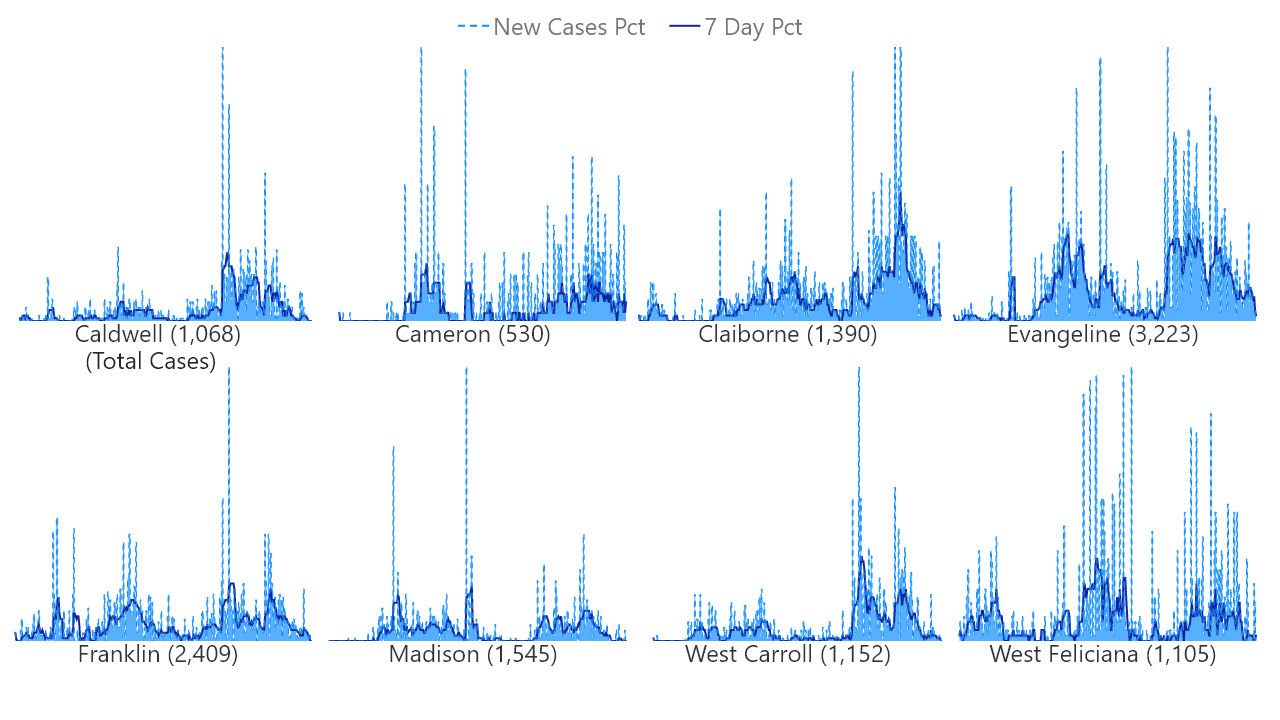 New Cases Pct 7 Day Pct
Caldwell (1,068) Cameron (530) Claiborne (1,390) Evangeline (3,223)
(Total Cases)
Franklin (2,409) Madison (1,545) West Carroll (1,152) West Feliciana (1,105)